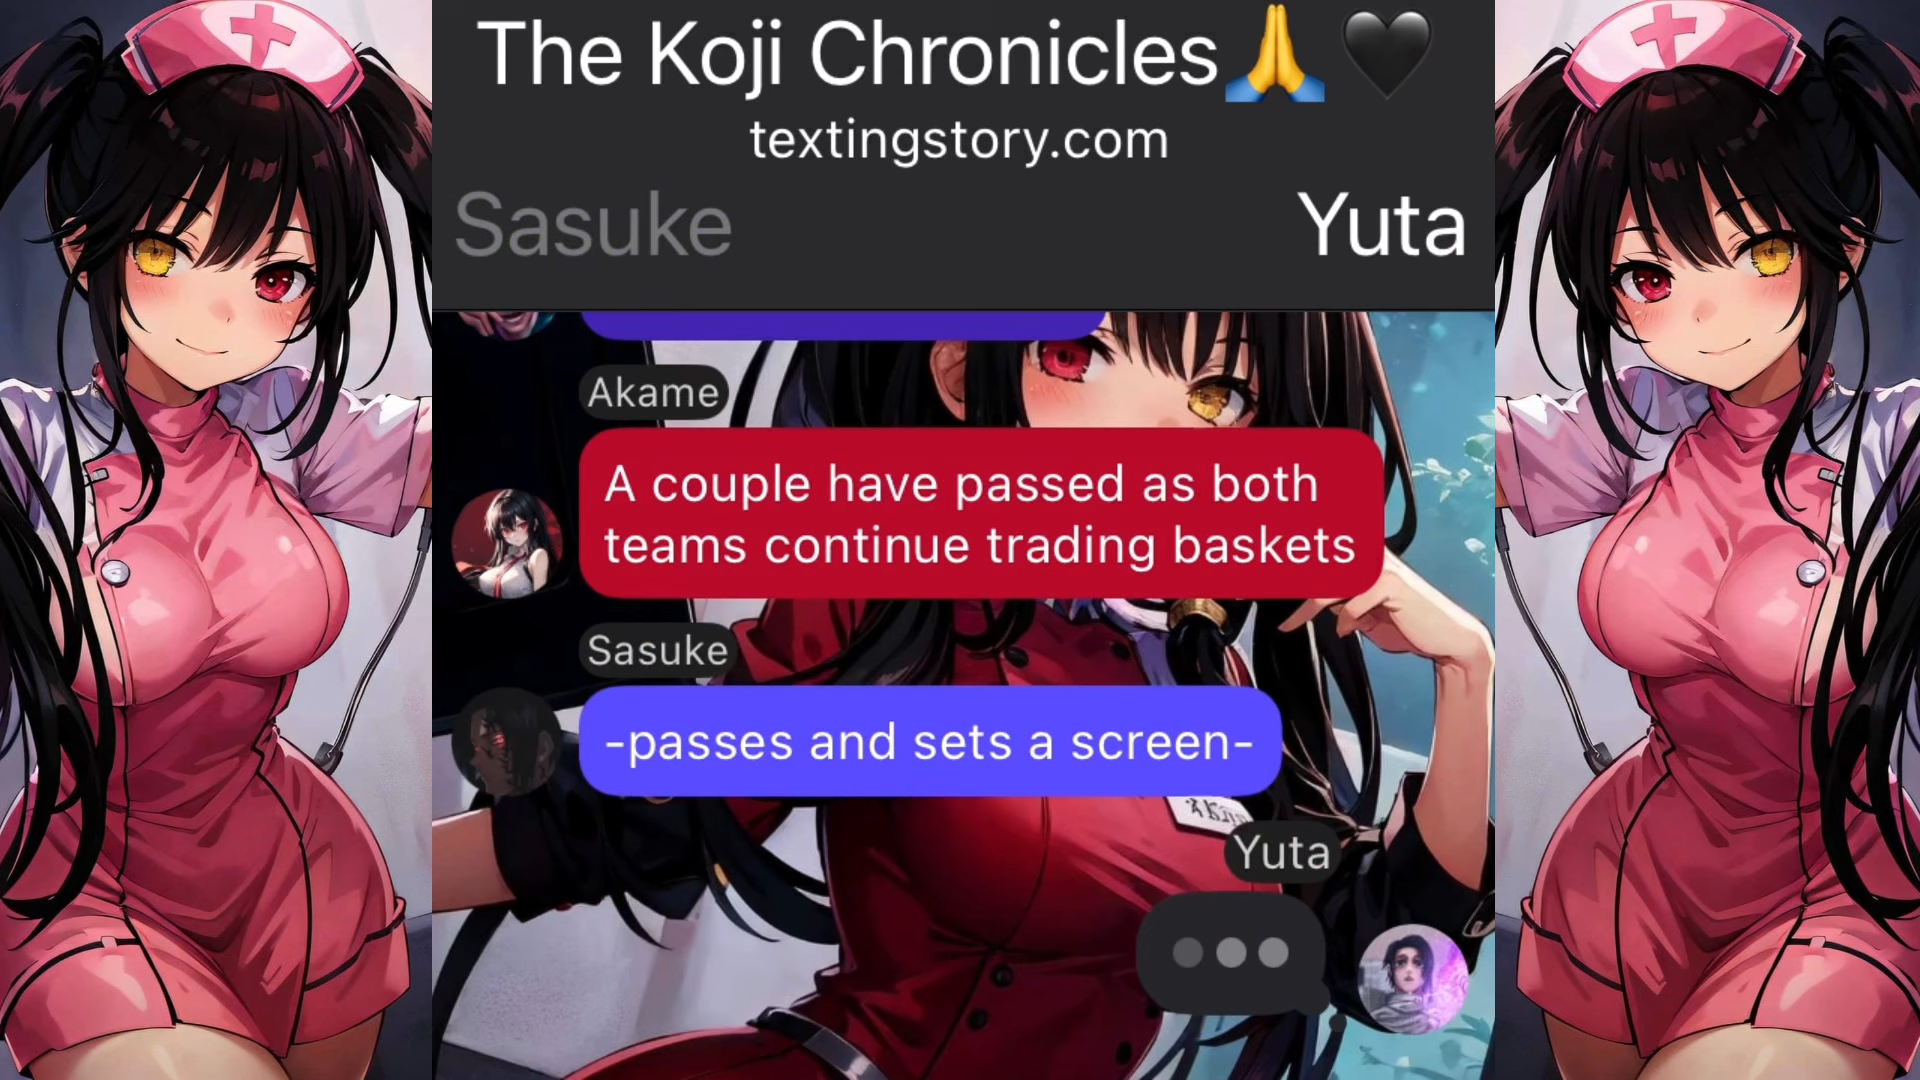 The Koji Chronicles🙏🖤
textingstory.com
Sasuke
Yuta
Akame
A couple have passed as both
teams continue trading baskets
Sasuke
-passes and sets a screen-
Yuta